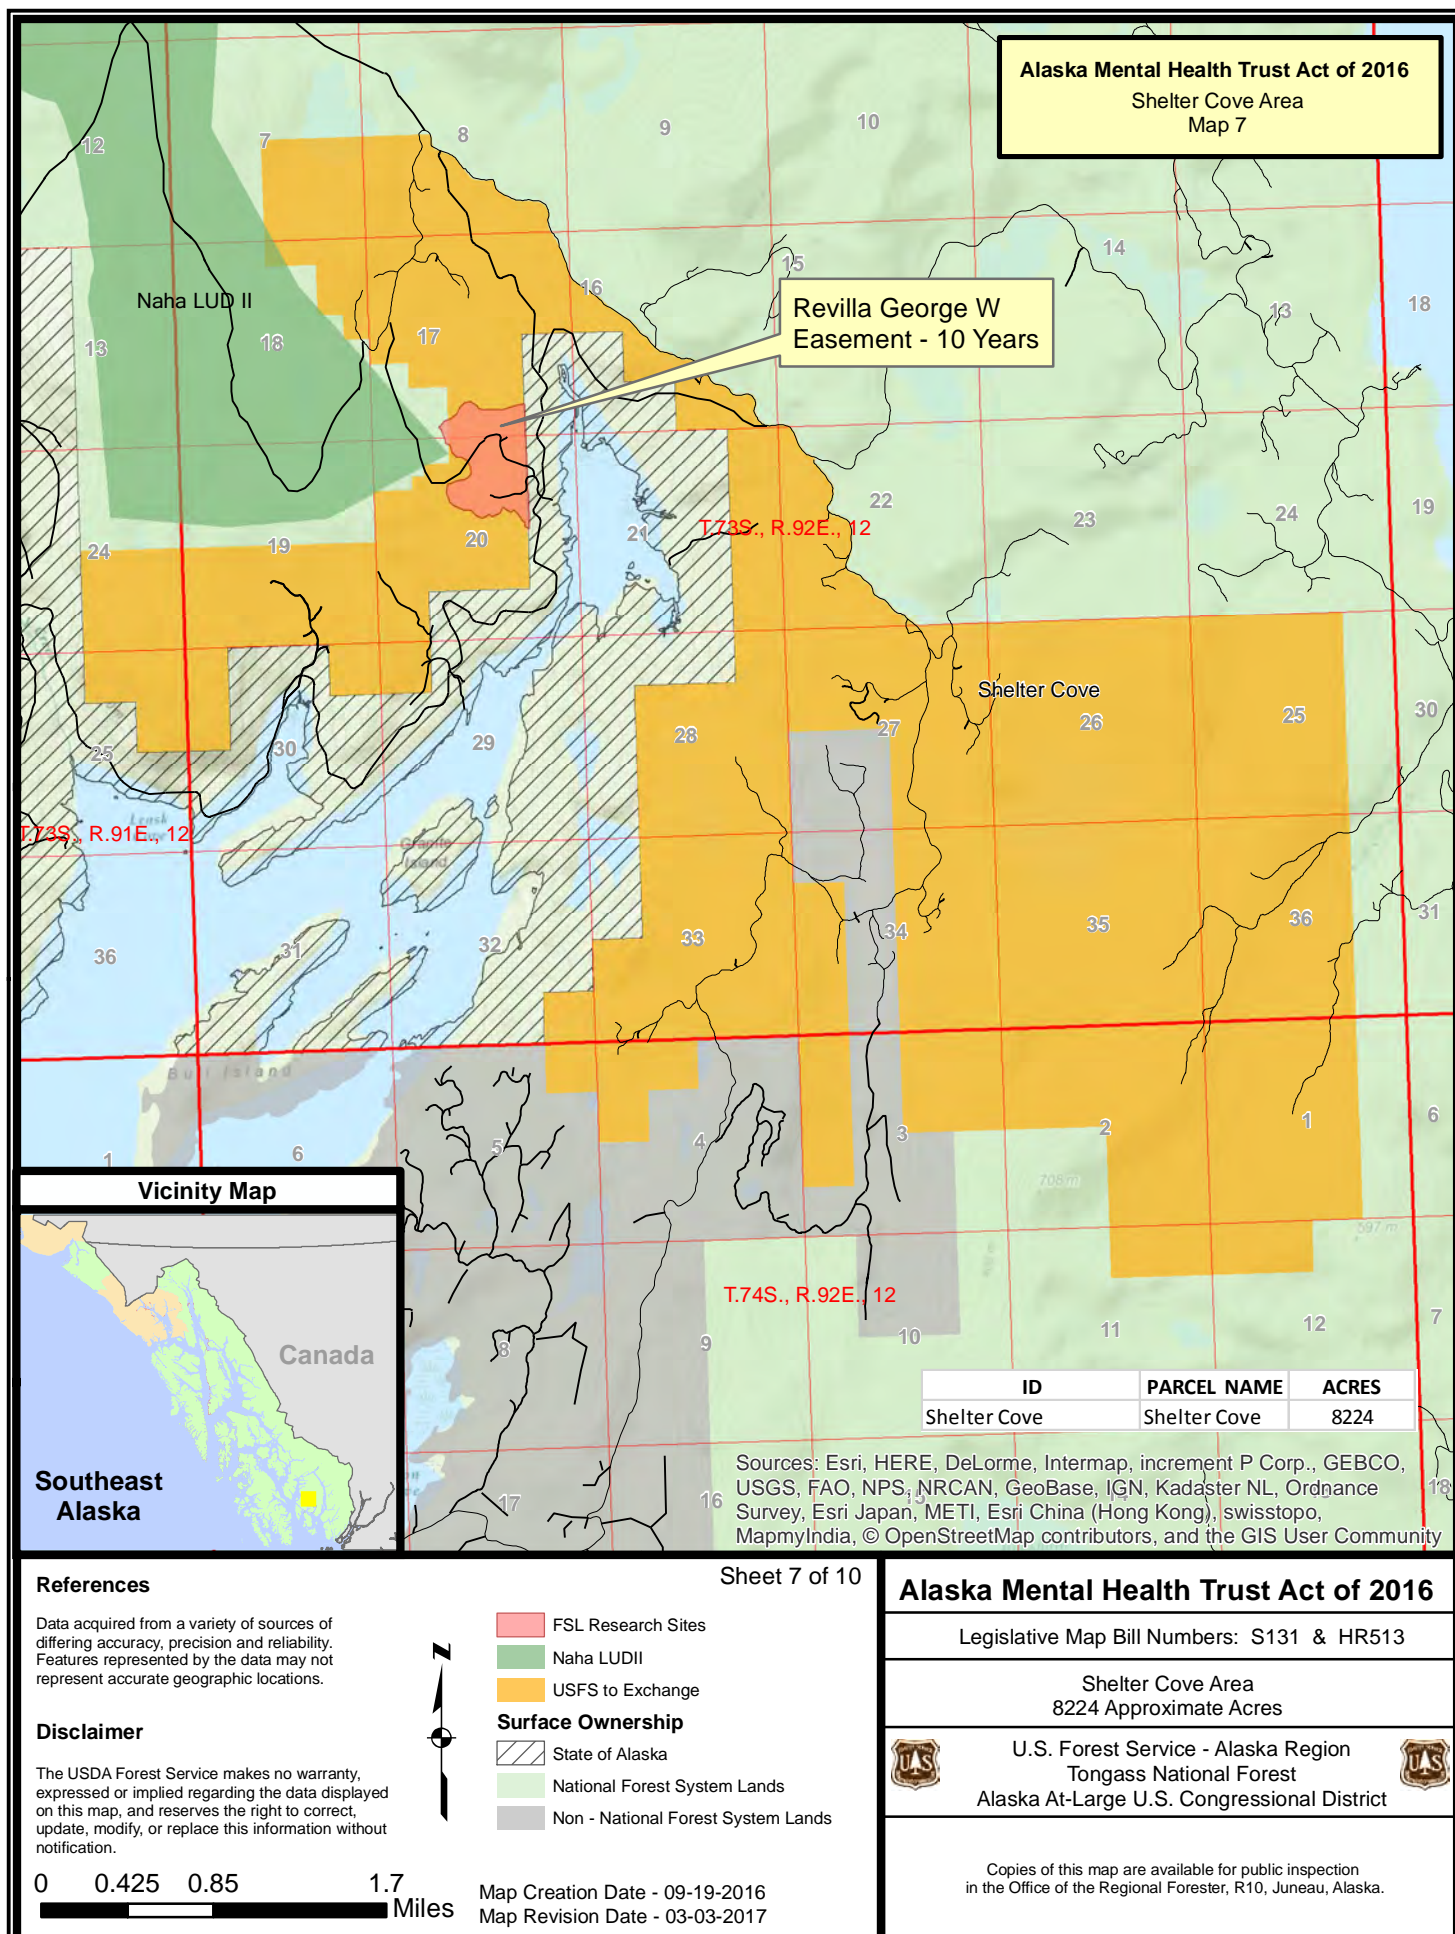 Alaska Mental Health Trust Act of 2016
Shelter Cove Area
Map 7
12
7
8
9
10
Naha LUD II
13
18
17
16
15
14
13
18
Revilla George W
Easement - 10 Years
24
19
20
21
T.73S., R.92E., 12
22
23
24
19
25
30
29
28
27
Shelter Cove
26
25
30
T.73S., R.91E., 12
Granite
Island
36
31
32
33
34
35
36
31
Bull Island
1
6
5
4
3
2
1
6
708 m
597 m
T.74S., R.92E., 12
8
9
10
11
12
7
17
16
15
14
13
18
Vicinity Map
Canada
Southeast
Alaska
ID PARCEL NAME ACRES
Shelter Cove Shelter Cove 8224
Sources: Esri, HERE, DeLorme, Intermap, increment P Corp., GEBCO,
USGS, FAO, NPS, NRCAN, GeoBase, IGN, Kadaster NL, Ordnance
Survey, Esri Japan, METI, Esri China (Hong Kong), swisstopo,
MapmyIndia, © OpenStreetMap contributors, and the GIS User Community
References
Data acquired from a variety of sources of
differing accuracy, precision and reliability.
Features represented by the data may not
represent accurate geographic locations.
Disclaimer
The USDA Forest Service makes no warranty,
expressed or implied regarding the data displayed
on this map, and reserves the right to correct,
update, modify, or replace this information without
notification.
0 0.425 0.85 1.7
Miles
N
Sheet 7 of 10
FSL Research Sites
Naha LUDII
USFS to Exchange
Surface Ownership
State of Alaska
National Forest System Lands
Non - National Forest System Lands
Map Creation Date - 09-19-2016
Map Revision Date - 03-03-2017
Alaska Mental Health Trust Act of 2016
Legislative Map Bill Numbers: S131 & HR513
Shelter Cove Area
8224 Approximate Acres
UAS
U.S. Forest Service - Alaska Region
Tongass National Forest
Alaska At-Large U.S. Congressional District
UAS
Copies of this map are available for public inspection
in the Office of the Regional Forester, R10, Juneau, Alaska.